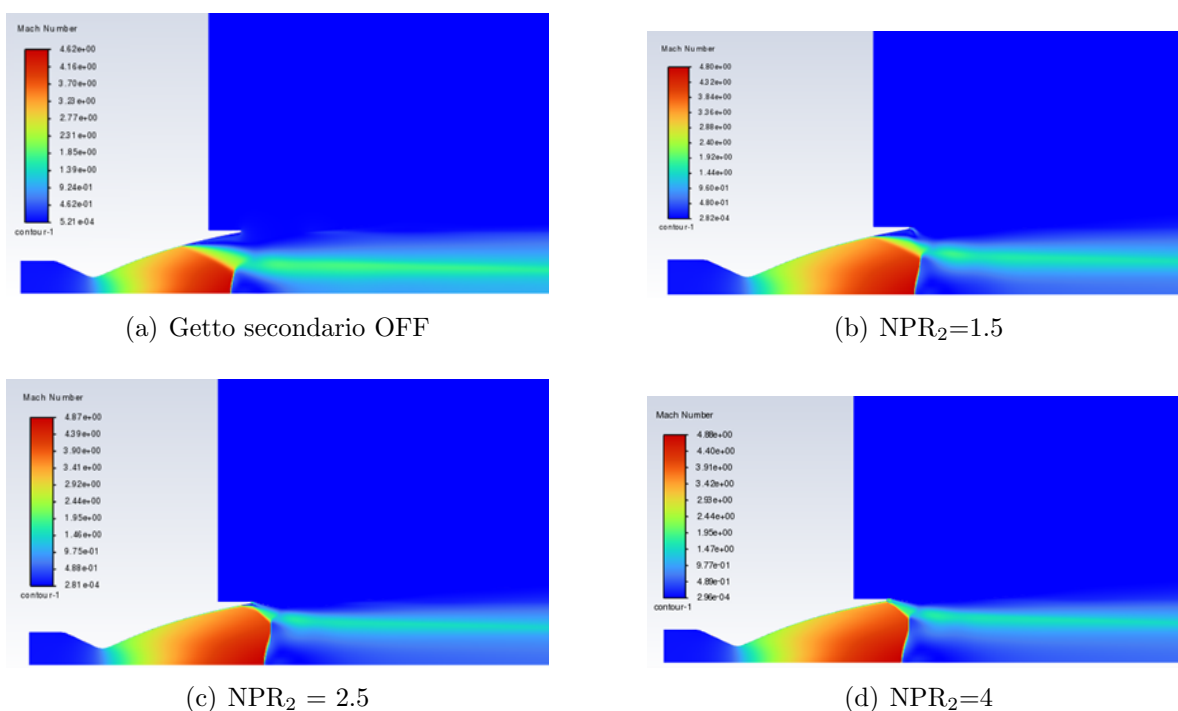 Mach Number
4.62e+00
4.16e+00
3.70e+00
3.23e+00
2.77e+00
2.31e+00
1.85e+00
1.39e+00
9.24e-01
4.62e-01
5.21e-04
contour-1
(a) Getto secondario OFF
Mach Number
4.80e+00
4.32e+00
3.84e+00
3.36e+00
2.88e+00
2.40e+00
1.92e+00
1.44e+00
9.60e-01
4.80e-01
2.82e-04
contour-1
(b) NPR₂=1.5
Mach Number
4.87e+00
4.39e+00
3.90e+00
3.41e+00
2.92e+00
2.44e+00
1.95e+00
1.46e+00
9.75e-01
4.88e-01
2.81e-04
contour-1
(c) NPR₂ = 2.5
Mach Number
4.88e+00
4.40e+00
3.91e+00
3.42e+00
2.93e+00
2.44e+00
1.95e+00
1.47e+00
9.77e-01
4.89e-01
2.96e-04
contour-1
(d) NPR₂=4